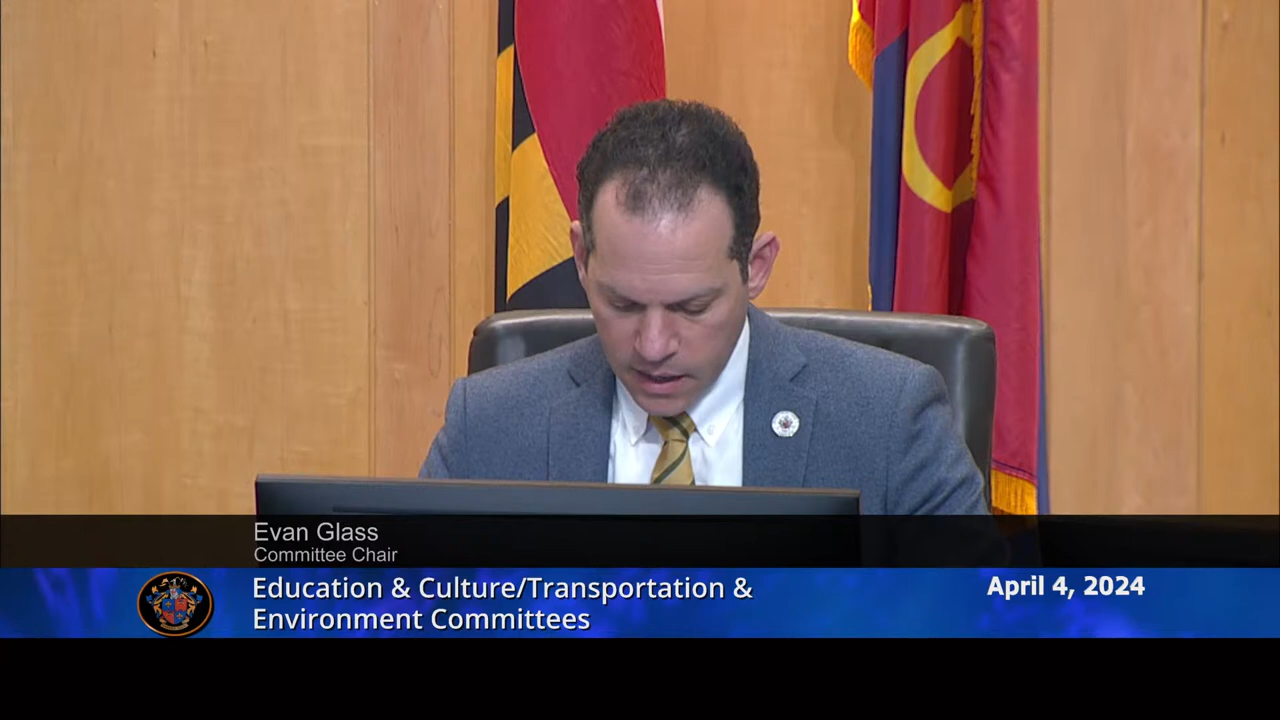 Evan Glass
Committee Chair
Education & Culture/Transportation &
Environment Committees
April 4, 2024